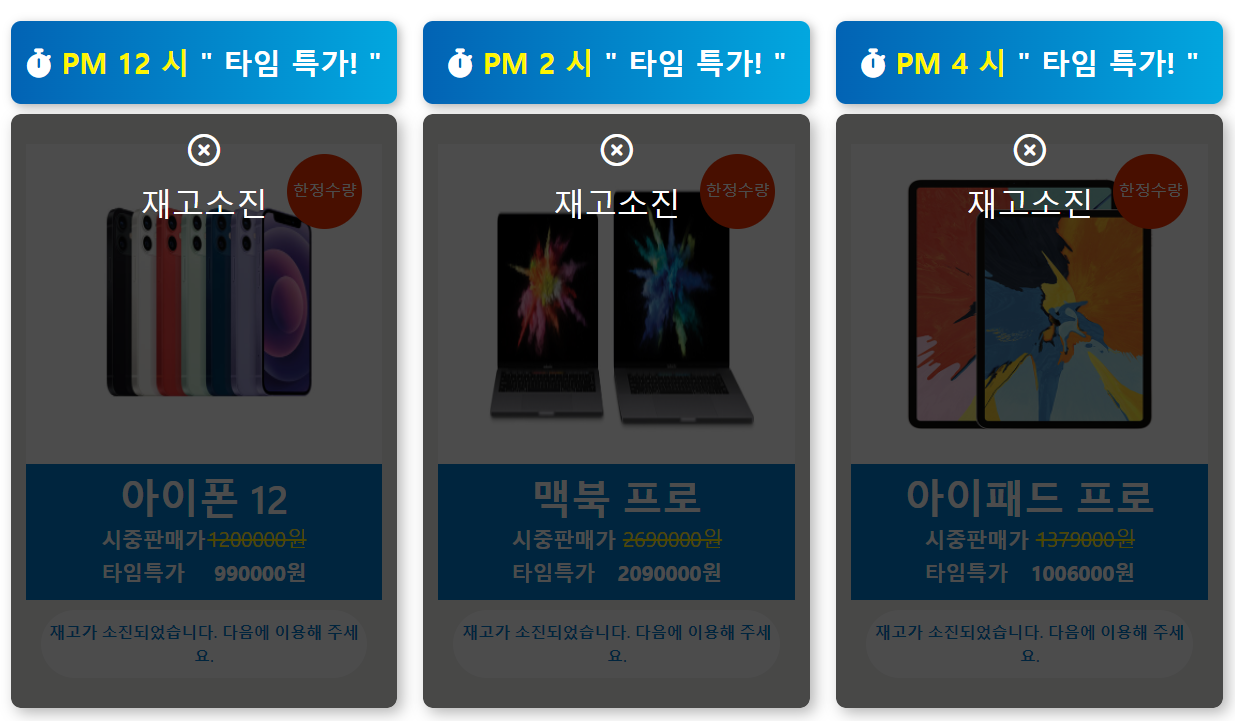 PM 12 시 " 타임 특가! "
재고소진
한정수량
아이폰 12
시중판매가 1200000원
타임특가 990000원
재고가 소진되었습니다. 다음에 이용해 주세
요.
PM 2 시 " 타임 특가! "
재고소진
한정수량
맥북 프로
시중판매가 2690000원
타임특가 2090000원
재고가 소진되었습니다. 다음에 이용해 주세
요.
PM 4 시 " 타임 특가! "
재고소진
한정수량
아이패드 프로
시중판매가 1379000원
타임특가 1006000원
재고가 소진되었습니다. 다음에 이용해 주세
요.